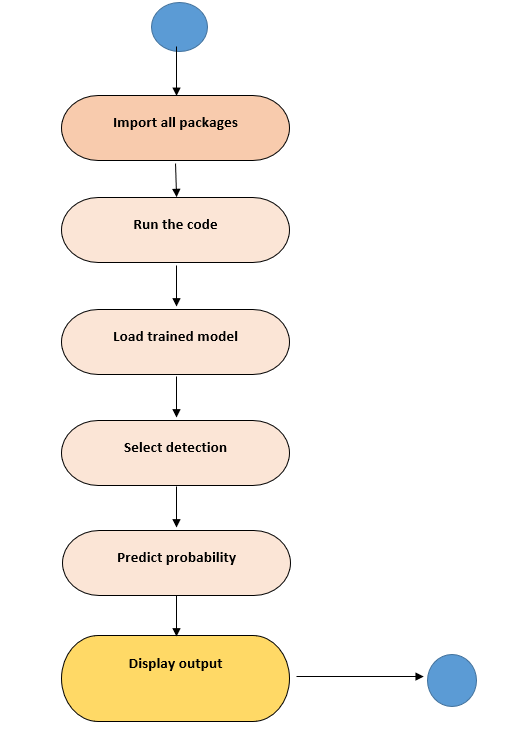 Import all packages
Run the code
Load trained model
Select detection
Predict probability
Display output